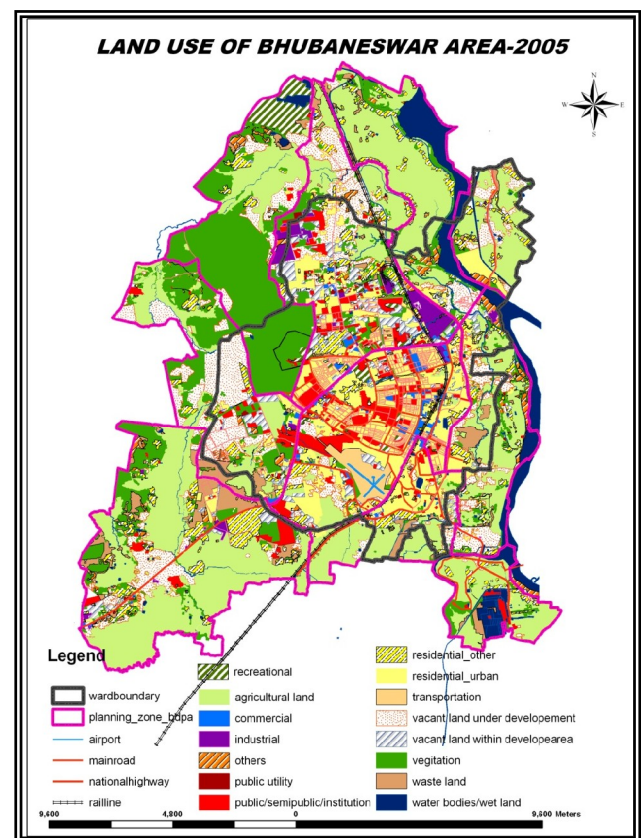 LAND USE OF BHUBANESWAR AREA-2005
N
W E
S
Legend
wardboundary
planning_zone_bdpa
airport
mainroad
nationalhighway
railline
recreational
agricultural land
commercial
industrial
others
public utility
public/semipublic/institution
residential_other
residential_urban
transportation
vacant land under developement
vacant land within developearea
vegitation
waste land
water bodies/wet land
9,600 4,800 0 9,600 Meters